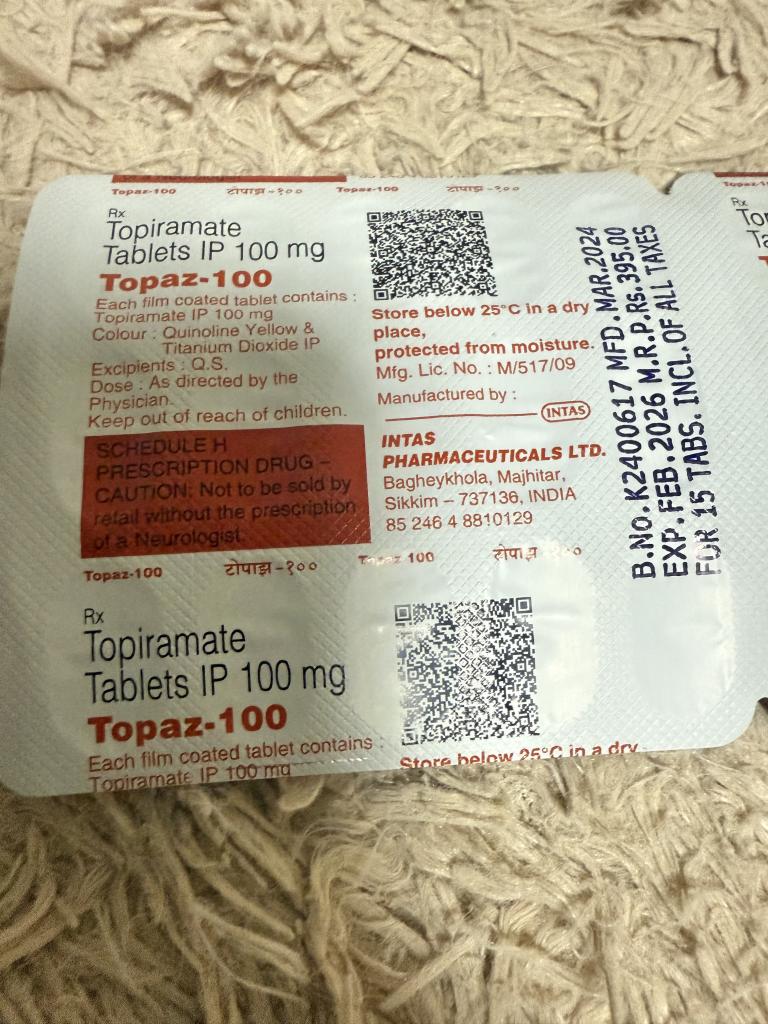 Topaz-100 टोपाझ-१०० Topaz-100 टोपाझ-१००
Rx
Topiramate
Tablets IP 100 mg
Topaz-100
Each film coated tablet contains :
Topiramate IP 100 mg
Colour : Quinoline Yellow &
Titanium Dioxide IP
Excipients : Q.S.
Dose : As directed by the
Physician.
Keep out of reach of children.
SCHEDULE H
PRESCRIPTION DRUG –
CAUTION: Not to be sold by
retail without the prescription
of a Neurologist.
Store below 25°C in a dry
place,
protected from moisture.
Mfg. Lic. No. : M/517/09
Manufactured by :
INTAS
INTAS
PHARMACEUTICALS LTD.
Bagheykhola, Majhitar,
Sikkim – 737136, INDIA
85 246 4 8810129
B.NO.K2400617 MFD.MAR.2024
EXP.FEB.2026 M.R.P.Rs.395.00
FOR 15 TABS. INCL.OF ALL TAXES
Topaz-100 टोपाझ-१०० Topaz 100 टोपाझ-१००
Rx
Topiramate
Tablets IP 100 mg
Topaz-100
Each film coated tablet contains :
Topiramate IP 100 mg
Store below 25°C in a dry
Topaz-1
Rx